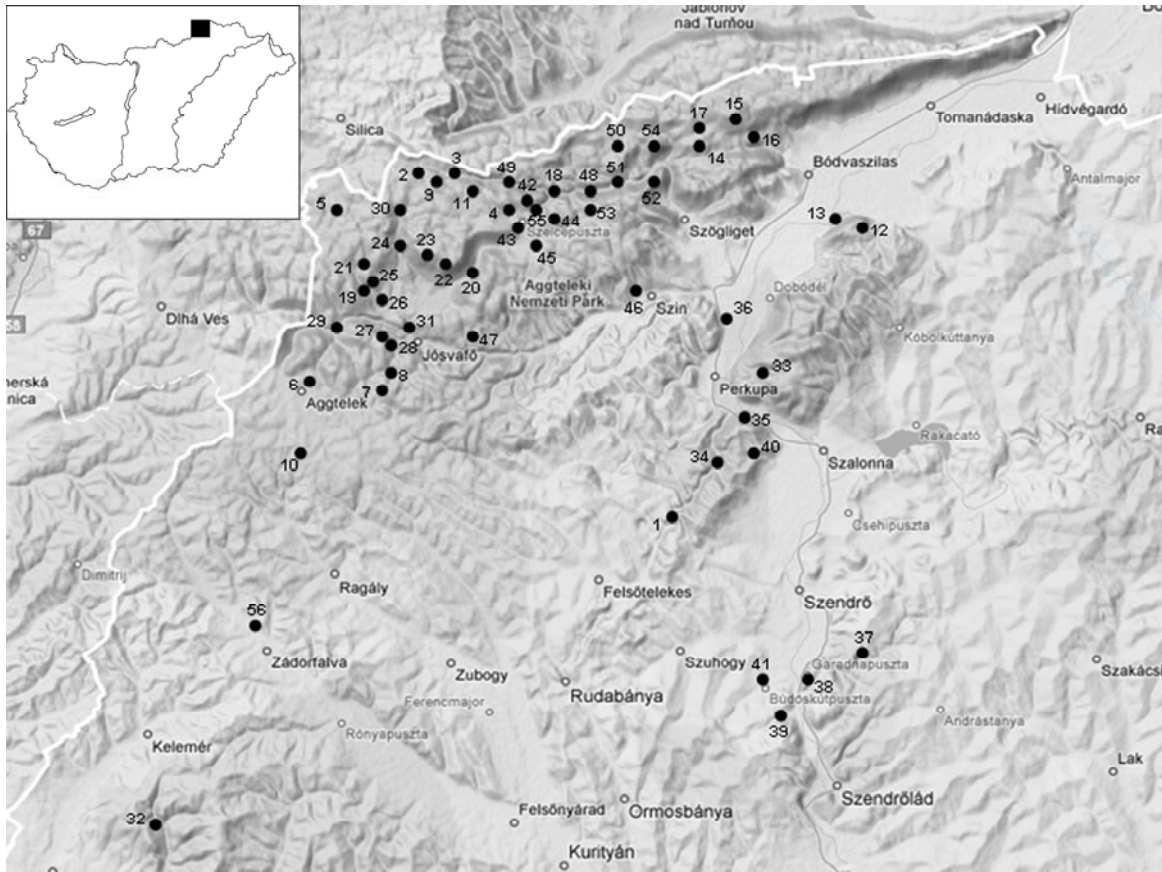 Jablonov
nad Turňou
Silica
Hídvégardó
Tornanádaska
15
17
50
54
16
14
Bódvaszilas
Antalmajor
2
3
9
49
42
18
48
51
52
11
5
30
4
55
44
53
43
Szelcepuszta
Szögliget
13
12
67
24
23
45
21
22
25
20
19
26
Aggteleki
Nemzeti Park
46
Szin
Dobódél
Dlhá Ves
58
29
27
31
28
Jósvafő
47
36
Kóbolkúttanya
8
33
6
7
Aggtelek
Perkupa
35
Rakacató
10
34
40
Szalonna
1
Csehipuszta
Dimitrij
Ragály
Felsőtelekes
Szendrő
56
Zádorfalva
Zubogy
Szuhogy
37
Garadnapuszta
41
38
Büdöskútpuszta
Rudabánya
Ferencmajor
39
Andrástanya
Rónyapuszta
Kelemér
Lak
Szendrőlád
32
Felsőnyárád
Ormosbánya
Kurityán